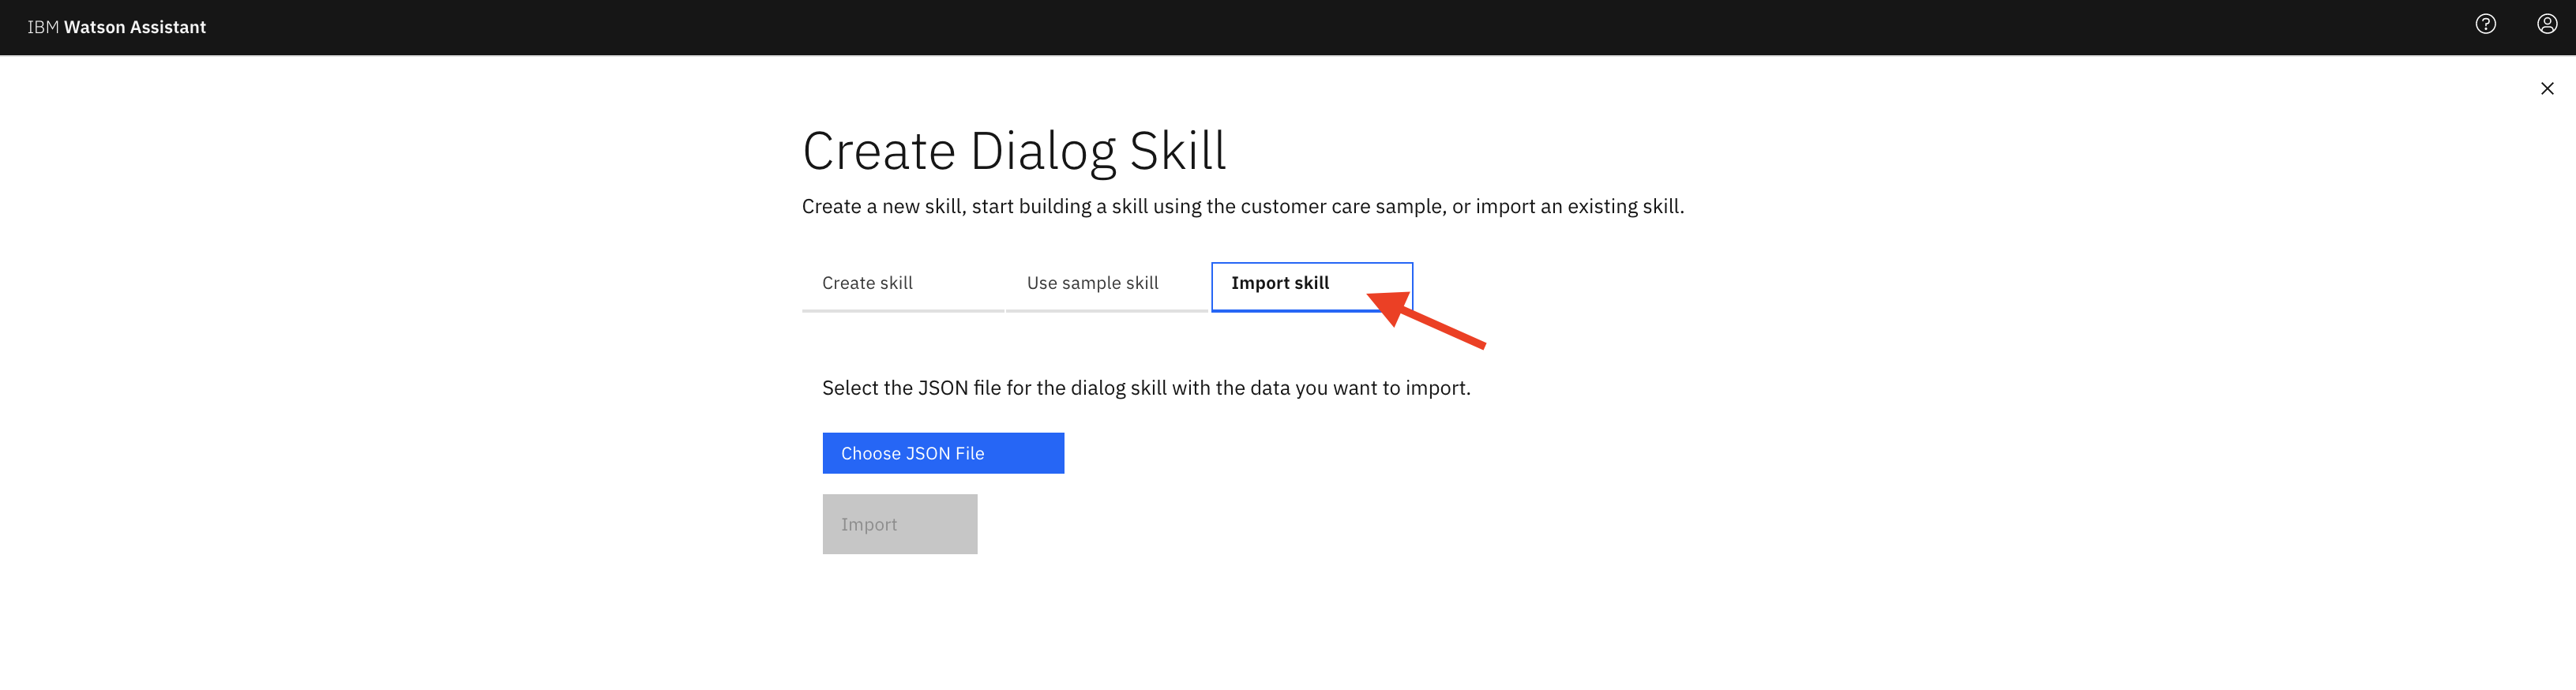 IBM Watson Assistant
Create Dialog Skill
Create a new skill, start building a skill using the customer care sample, or import an existing skill.
Create skill
Use sample skill
Import skill
Select the JSON file for the dialog skill with the data you want to import.
Choose JSON File
Import